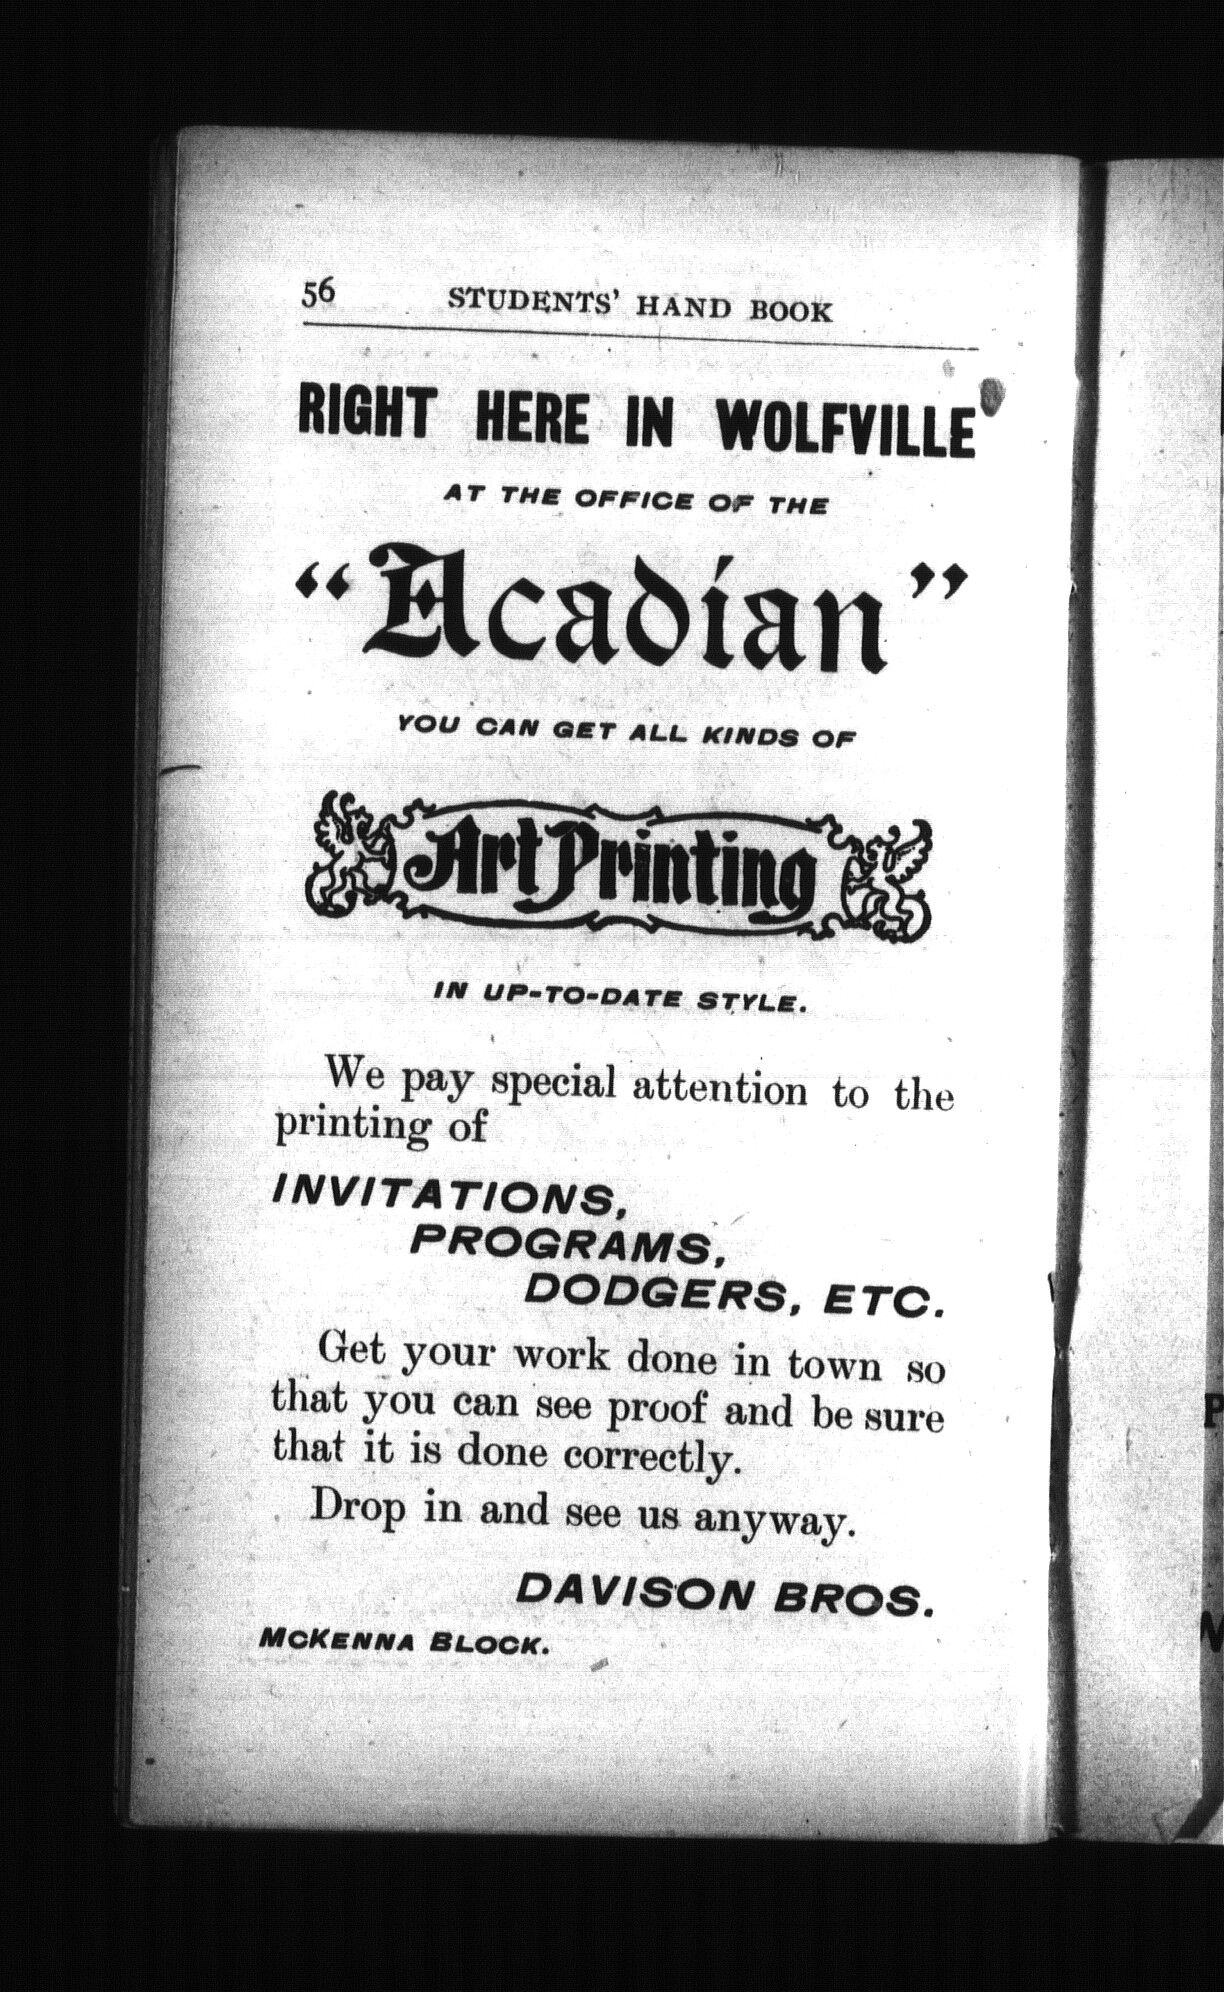 56 STUDENTS' HAND BOOK
RIGHT HERE IN WOLFVILLE
AT THE OFFICE OF THE
"Acadian"
YOU CAN GET ALL KINDS OF
Art Printing
IN UP-TO-DATE STYLE.
We pay special attention to the
printing of
INVITATIONS,
PROGRAMS,
DODGERS, ETC.
Get your work done in town so
that you can see proof and be sure
that it is done correctly.
Drop in and see us anyway.
DAVISON BROS.
MCKENNA BLOCK.